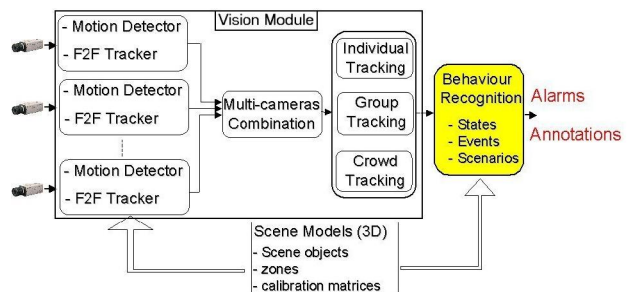 Vision Module
- Motion Detector
- F2F Tracker
- Motion Detector
- F2F Tracker
- Motion Detector
- F2F Tracker
Multi-cameras
Combination
Individual
Tracking
Group
Tracking
Crowd
Tracking
Behaviour
Recognition
- States
- Events
- Scenarios
Alarms
Annotations
Scene Models (3D)
- Scene objects
- zones
- calibration matrices